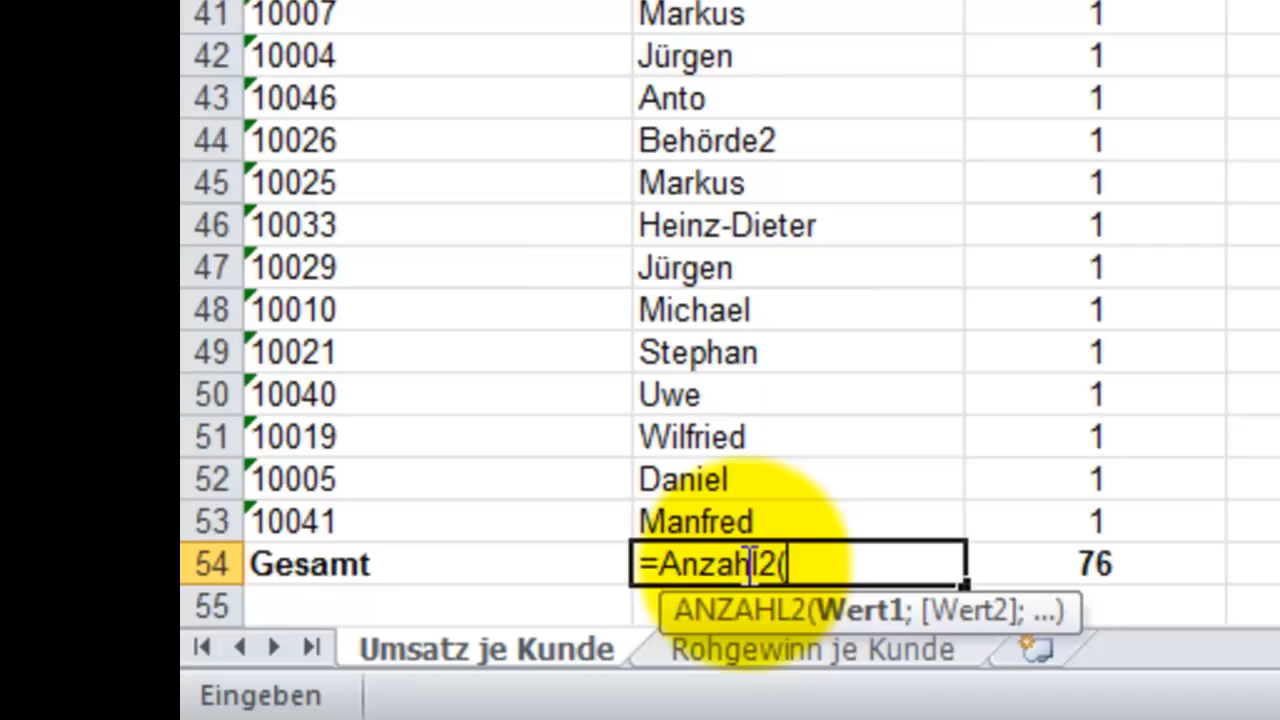 41 10007 Markus 1
42 10004 Jürgen 1
43 10046 Anto 1
44 10026 Behörde2 1
45 10025 Markus 1
46 10033 Heinz-Dieter 1
47 10029 Jürgen 1
48 10010 Michael 1
49 10021 Stephan 1
50 10040 Uwe 1
51 10019 Wilfried 1
52 10005 Daniel 1
53 10041 Manfred 1
54 Gesamt =Anzahl2( 76
55 ANZAHL2(Wert1; [Wert2]; ...)
Umsatz je Kunde Rohgewinn je Kunde
Eingeben